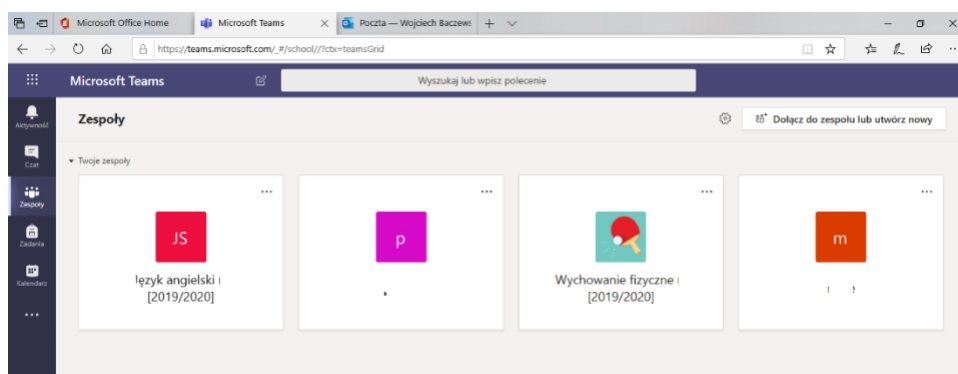 Microsoft Office Home
Microsoft Teams
Poczta — Wojciech Baczews
https://teams.microsoft.com/_#/school//?ctx=teamsGrid
Microsoft Teams
Wyszukaj lub wpisz polecenie
Aktywność
Zespoły
Dołącz do zespołu lub utwórz nowy
Czat
Twoje zespoły
Zespoły
Zadania
Kalendarz
JS
p
m
Język angielski
[2019/2020]
Wychowanie fizyczne
[2019/2020]